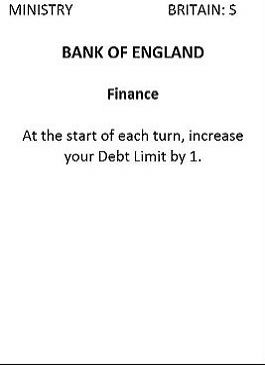 MINISTRY BRITAIN: $
BANK OF ENGLAND
Finance
At the start of each turn, increase
your Debt Limit by 1.